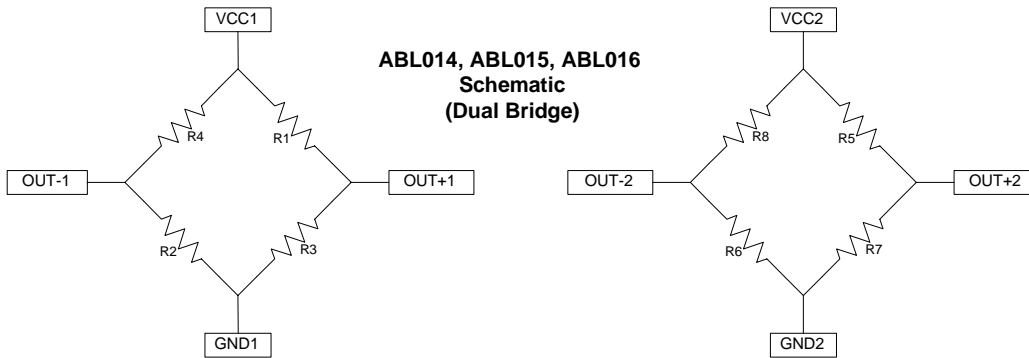 VCC1
VCC2
ABL014, ABL015, ABL016
Schematic
(Dual Bridge)
R4
R1
R8
R5
OUT-1
OUT+1
OUT-2
OUT+2
R2
R3
R6
R7
GND1
GND2